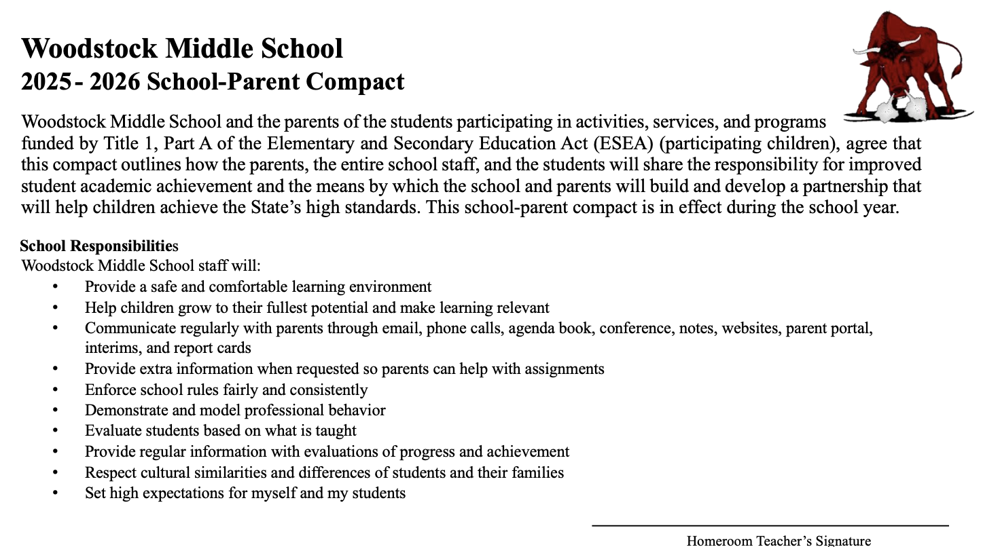 Woodstock Middle School
2025- 2026 School-Parent Compact
Woodstock Middle School and the parents of the students participating in activities, services, and programs
funded by Title 1, Part A of the Elementary and Secondary Education Act (ESEA) (participating children), agree that
this compact outlines how the parents, the entire school staff, and the students will share the responsibility for improved
student academic achievement and the means by which the school and parents will build and develop a partnership that
will help children achieve the State’s high standards. This school-parent compact is in effect during the school year.
School Responsibilities
Woodstock Middle School staff will:
• Provide a safe and comfortable learning environment
• Help children grow to their fullest potential and make learning relevant
• Communicate regularly with parents through email, phone calls, agenda book, conference, notes, websites, parent portal,
interims, and report cards
• Provide extra information when requested so parents can help with assignments
• Enforce school rules fairly and consistently
• Demonstrate and model professional behavior
• Evaluate students based on what is taught
• Provide regular information with evaluations of progress and achievement
• Respect cultural similarities and differences of students and their families
• Set high expectations for myself and my students
Homeroom Teacher’s Signature